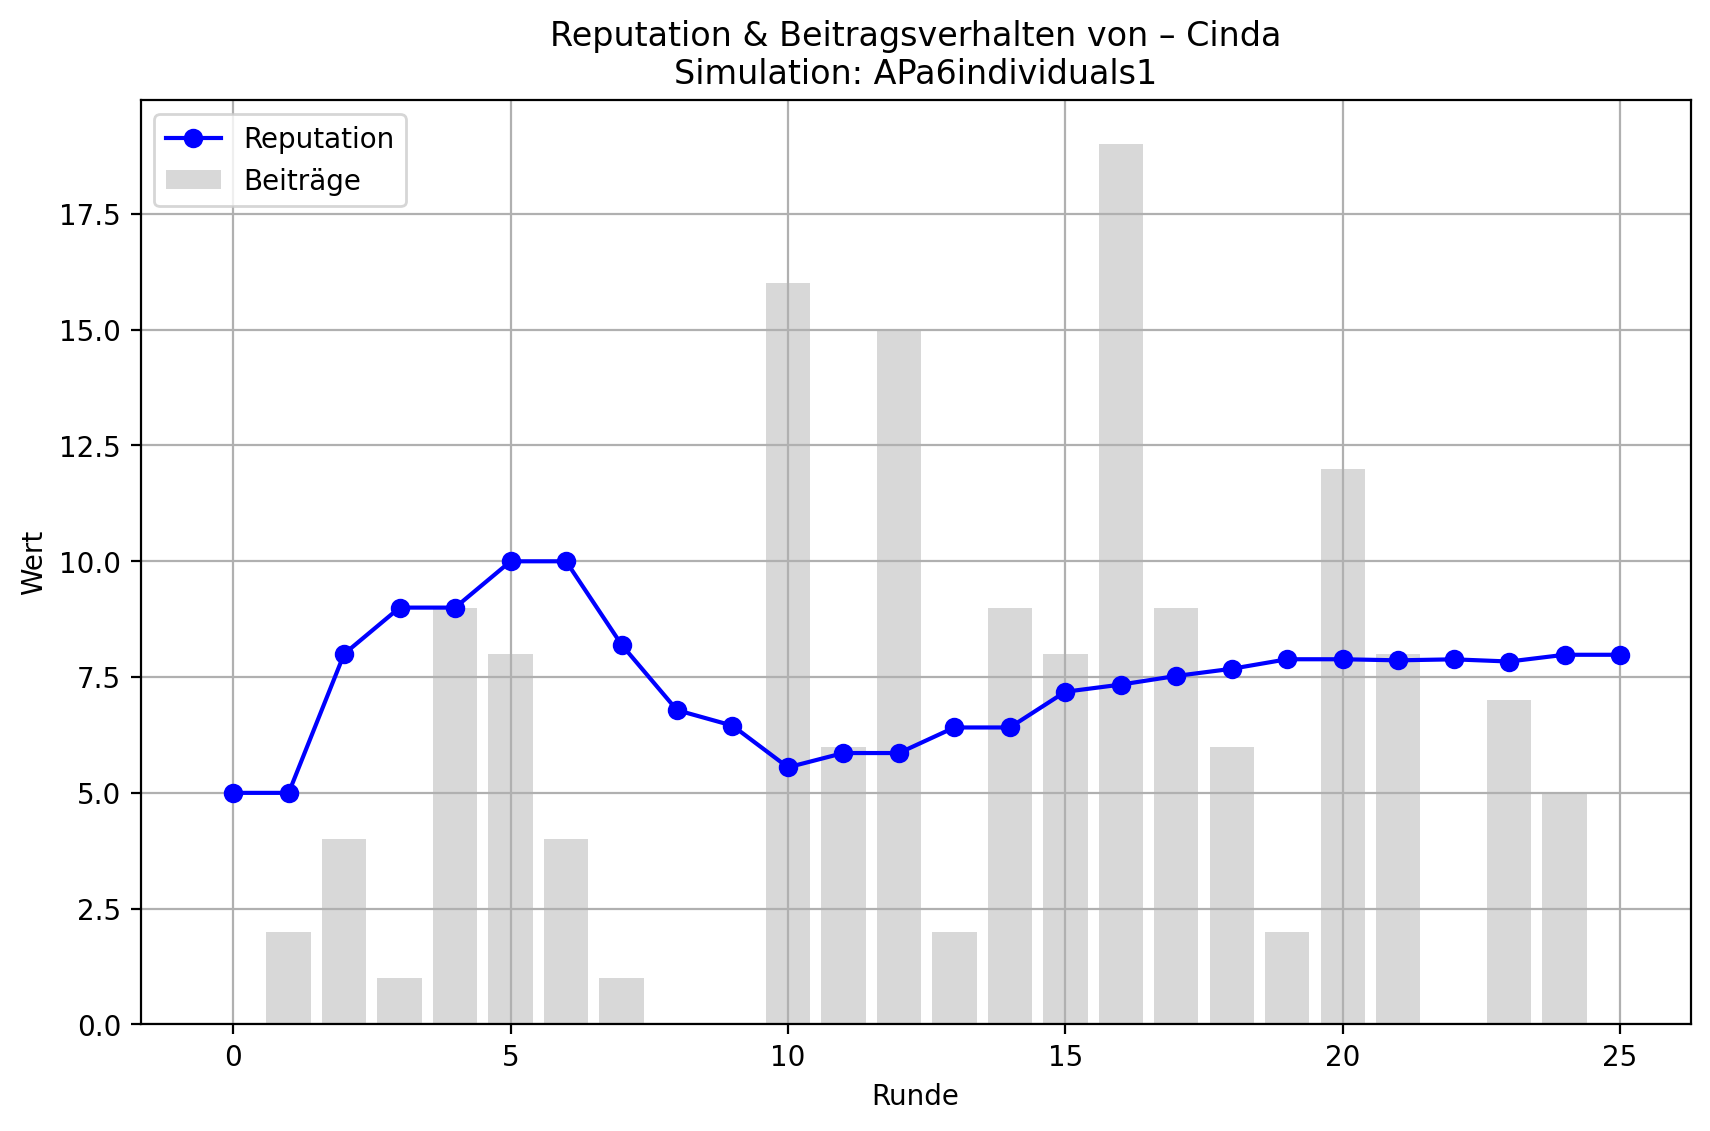 Reputation & Beitragsverhalten von – Cinda
Simulation: APa6individuals1
Reputation
Beiträge
17.5
15.0
12.5
10.0
7.5
5.0
2.5
0.0
Wert
0 5 10 15 20 25
Runde